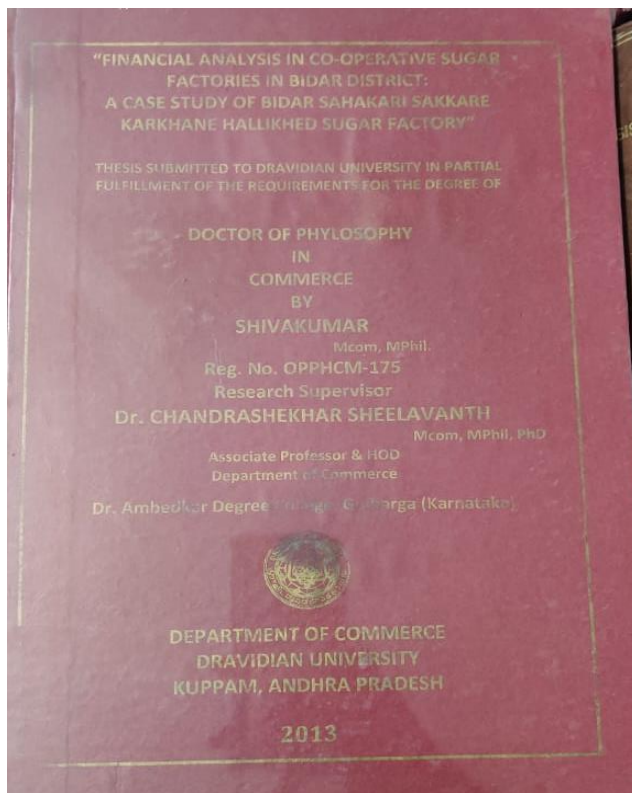 "FINANCIAL ANALYSIS IN CO-OPERATIVE SUGAR
FACTORIES IN BIDAR DISTRICT:
A CASE STUDY OF BIDAR SAHAKARI SAKKARE
KARKHANE HALLIKHED SUGAR FACTORY"
THESIS SUBMITTED TO DRAVIDIAN UNIVERSITY IN PARTIAL
FULFILLMENT OF THE REQUIREMENTS FOR THE DEGREE OF
DOCTOR OF PHYLOSOPHY
IN
COMMERCE
BY
SHIVAKUMAR
Mcom, MPhil.
Reg. No. OPPHCM-175
Research Supervisor
Dr. CHANDRASHEKHAR SHEELAVANTH
Mcom, MPhil, PhD
Associate Professor & HOD
Department of Commerce
Dr. Ambedkar Degree College, (Karnataka)
DEPARTMENT OF COMMERCE
DRAVIDIAN UNIVERSITY
KUPPAM, ANDHRA PRADESH
2013